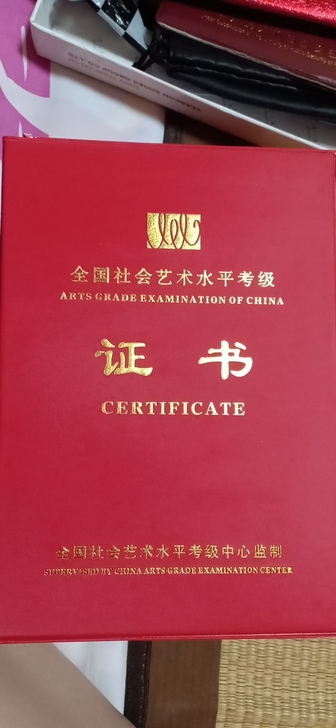 全国社会艺术水平考级
ARTS GRADE EXAMINATION OF CHINA
证 书
CERTIFICATE
全国社会艺术水平考级中心监制
SUPERVISED BY CHINA ARTS GRADE EXAMINATION CENTER